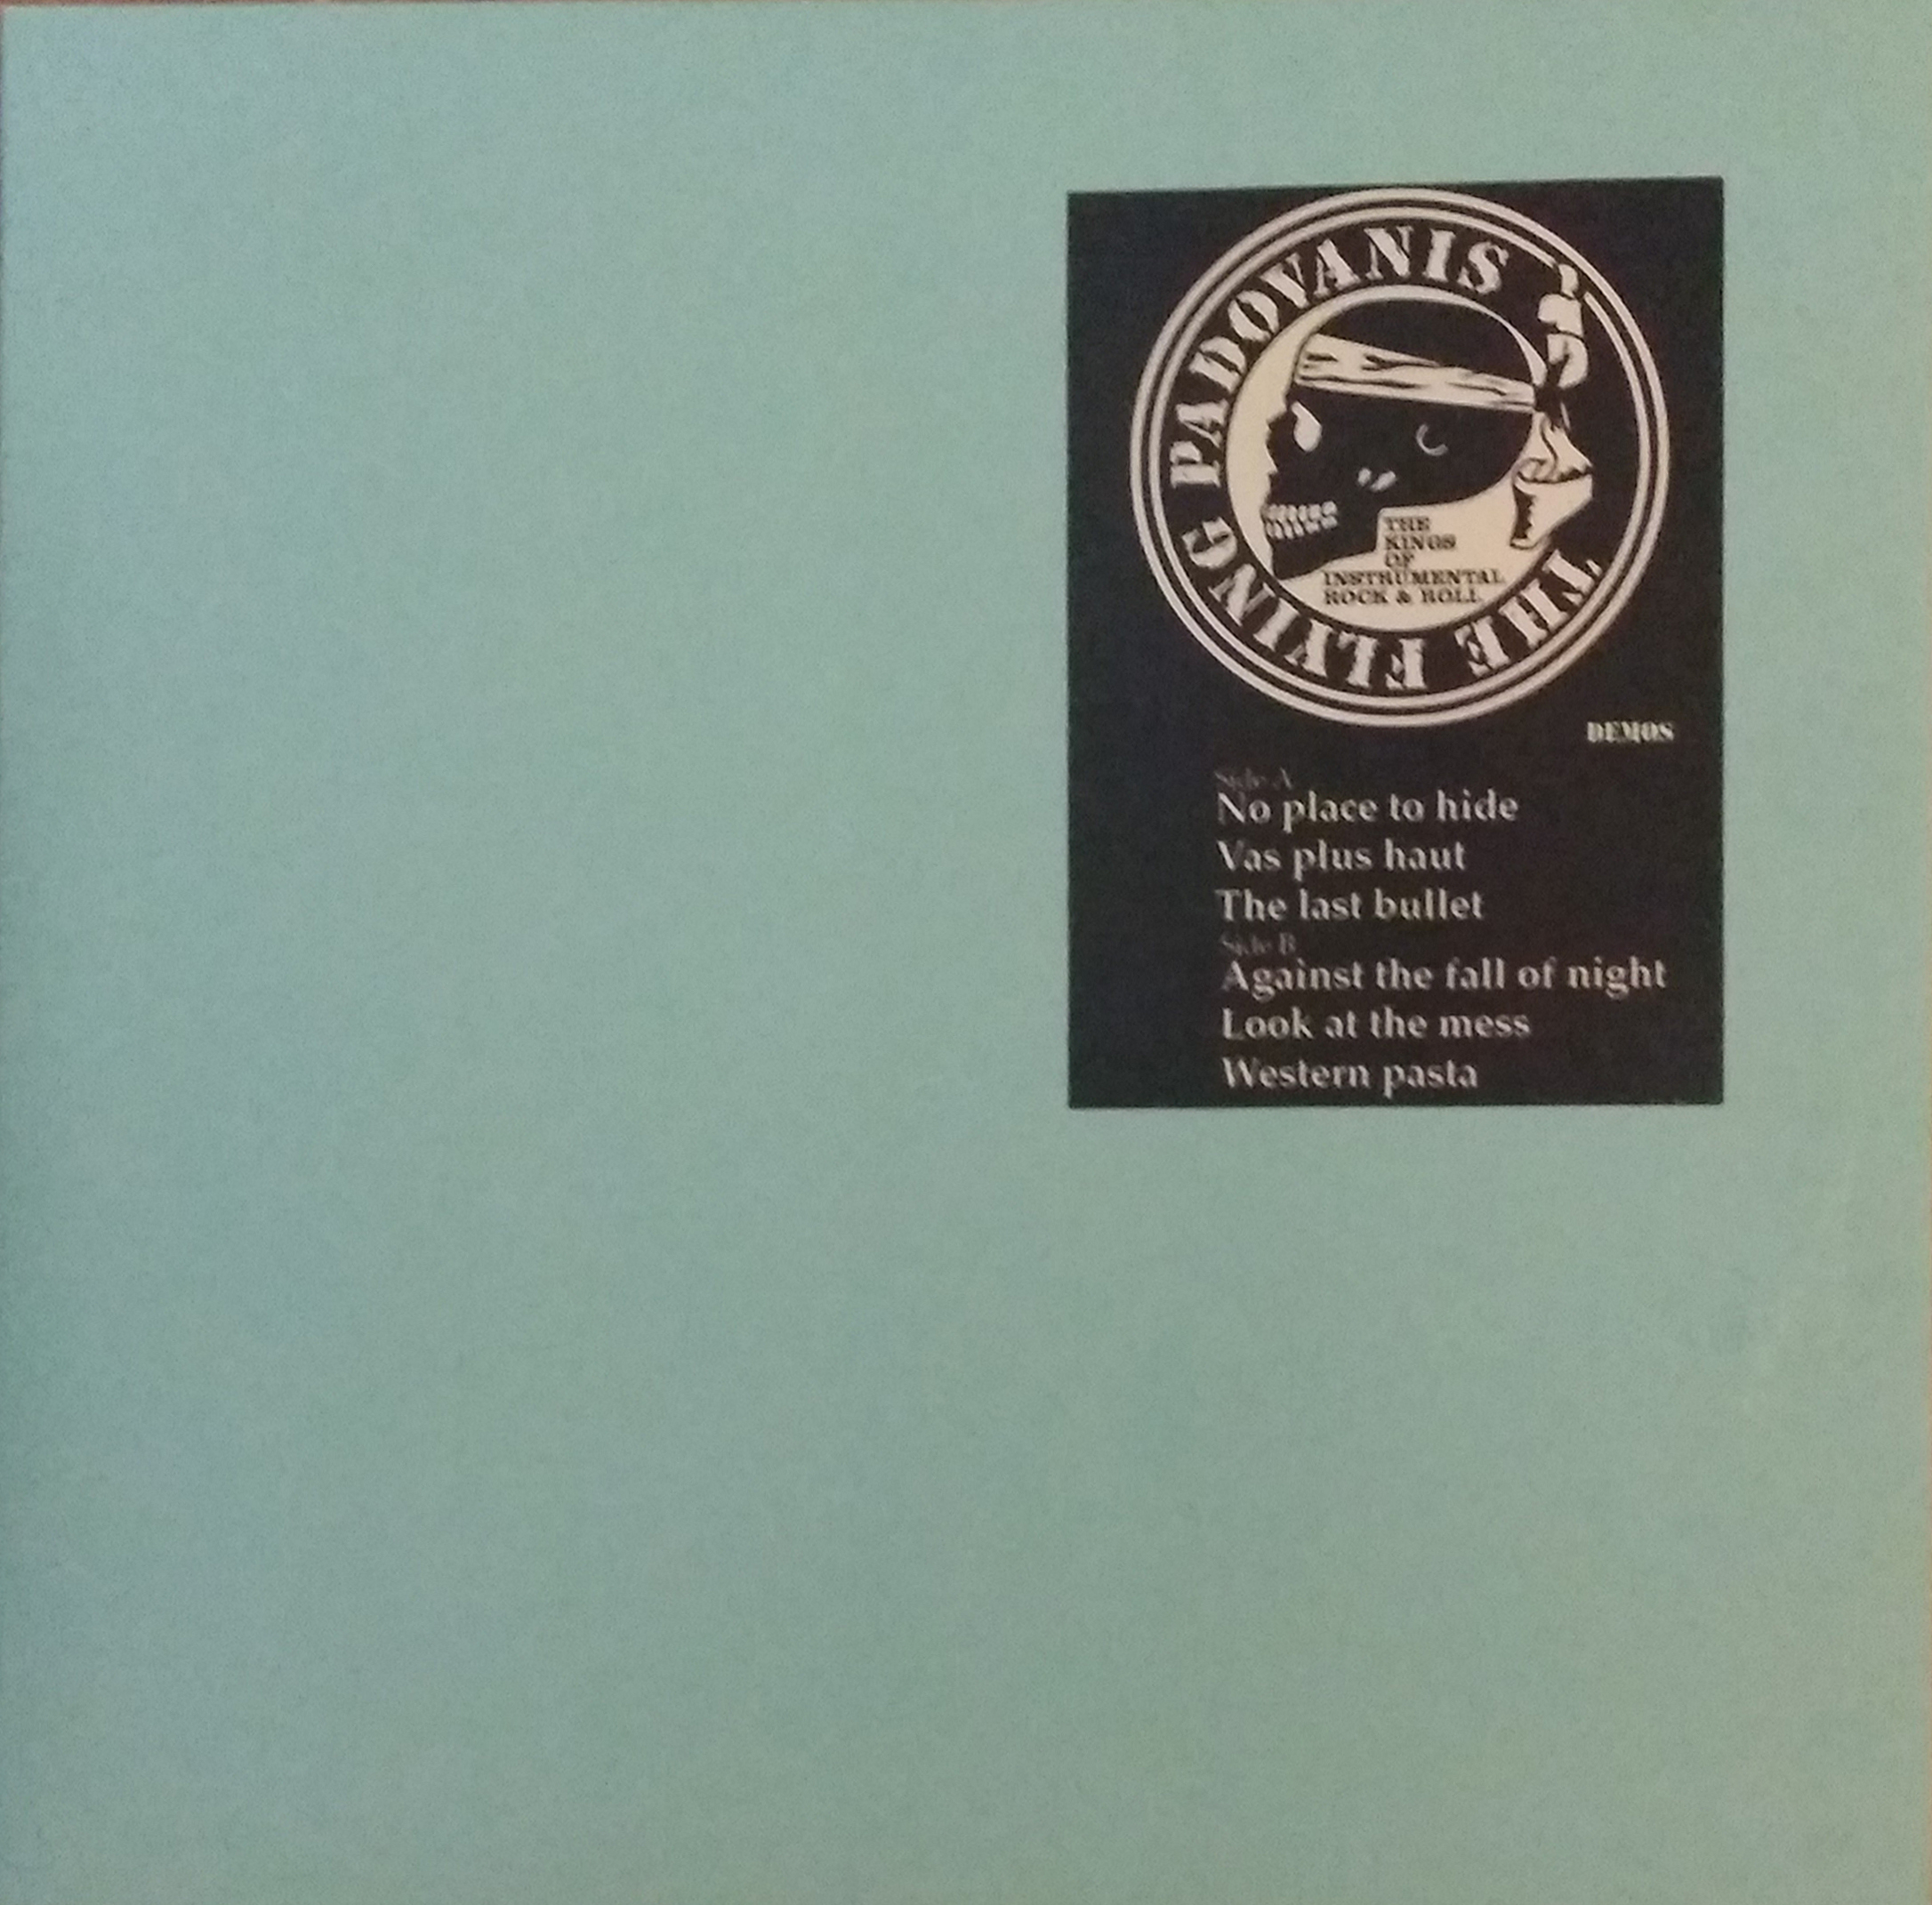 THE FLYING PADOVANIS
THE
KINGS
OF
INSTRUMENTAL
ROCK & ROLL
DEMOS
Side A
No place to hide
Vas plus haut
The last bullet
Side B
Against the fall of night
Look at the mess
Western pasta